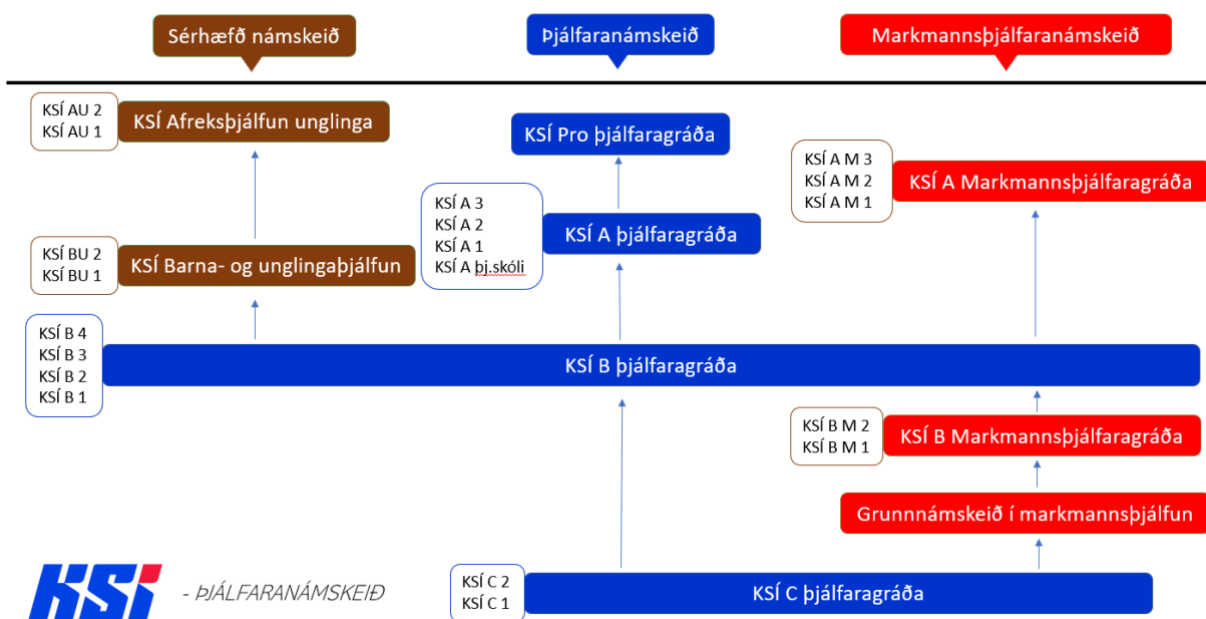 Sérhæfð námskeið
Þjálfaranámskeið
Markmannsþjálfaranámskeið
KSÍ AU 2
KSÍ AU 1
KSÍ Afreksþjálfun unglinga
KSÍ Pro þjálfaragráða
KSÍ A M 3
KSÍ A M 2
KSÍ A M 1
KSÍ A Markmannsþjálfaragráða
KSÍ A 3
KSÍ A 2
KSÍ A 1
KSÍ A þj.skóli
KSÍ A þjálfaragráða
KSÍ BU 2
KSÍ BU 1
KSÍ Barna- og unglingaþjálfun
KSÍ B 4
KSÍ B 3
KSÍ B 2
KSÍ B 1
KSÍ B þjálfaragráða
KSÍ B M 2
KSÍ B M 1
KSÍ B Markmannsþjálfaragráða
Grunnnámskeið í markmannsþjálfun
KSÍ C 2
KSÍ C 1
KSÍ C þjálfaragráða
KSÍ - ÞJÁLFARANÁMSKEIÐ